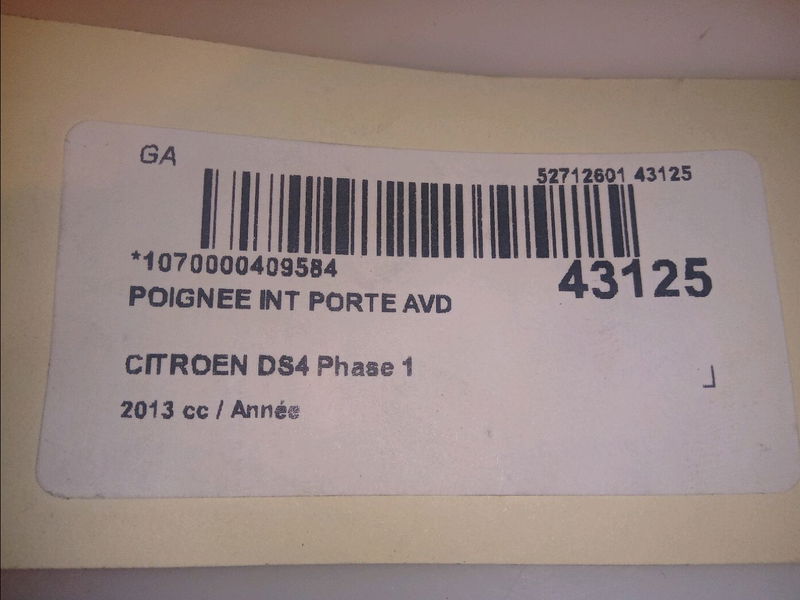 GA
52712601 43125
*1070000409584
43125
POIGNEE INT PORTE AVD
CITROEN DS4 Phase 1
2013 cc / Année